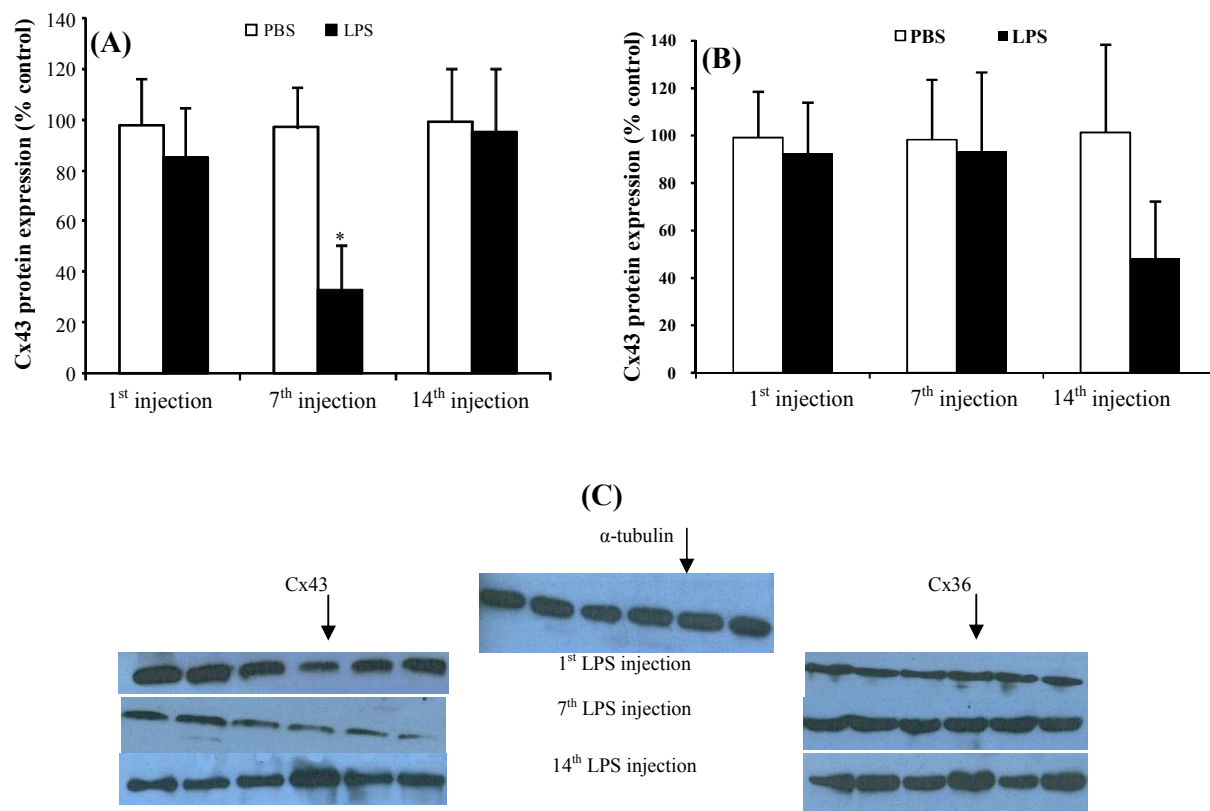 (A)
PBS LPS
Cx43 protein expression (% control)
140
120
100
80
60
40
20
0
*
1st injection 7th injection 14th injection
(B)
PBS LPS
Cx43 protein expression (% control)
140
120
100
80
60
40
20
0
1st injection 7th injection 14th injection
(C)
α-tubulin
Cx43
Cx36
1st LPS injection
7th LPS injection
14th LPS injection